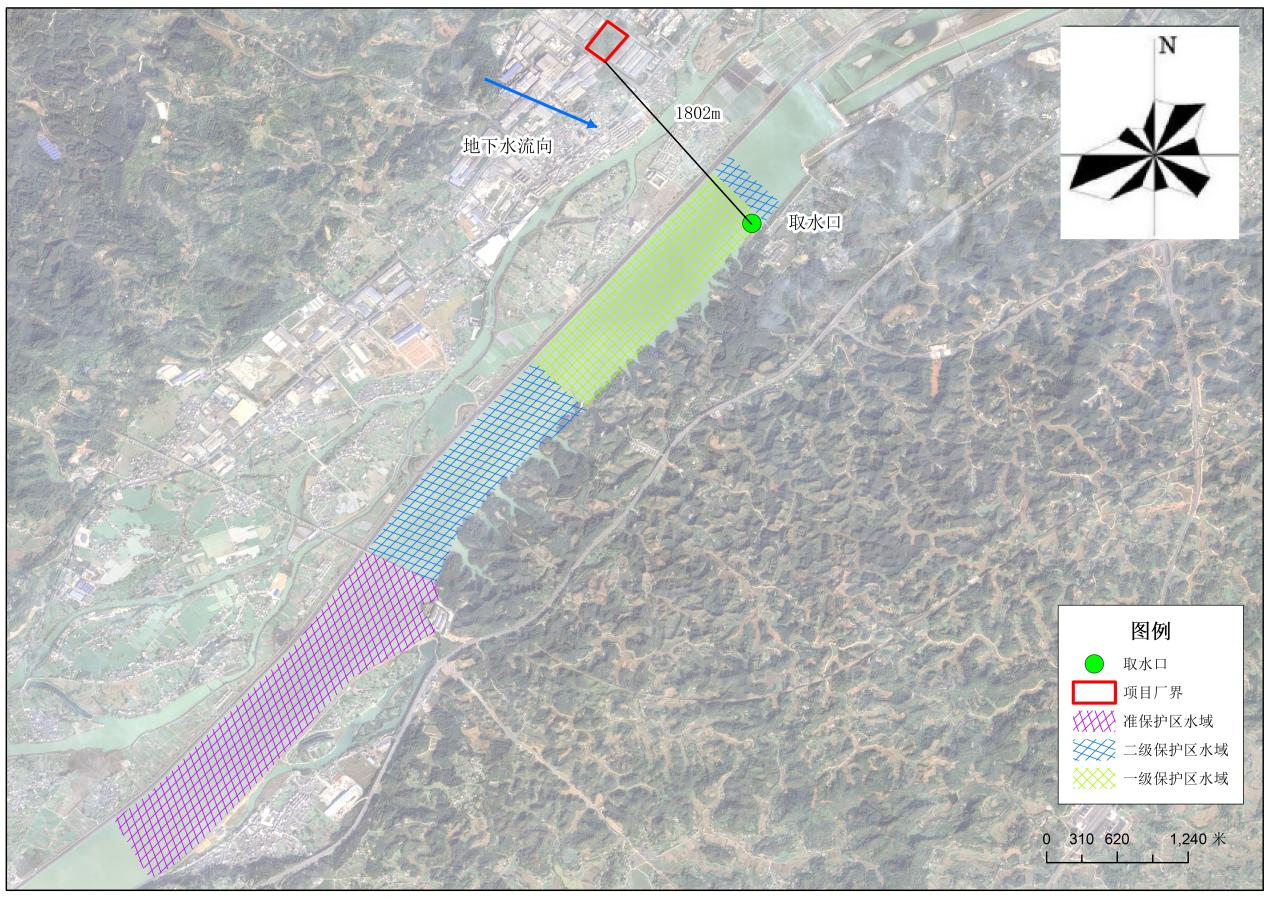 N
1802m
地下水流向
取水口
图例
取水口
项目厂界
准保护区水域
二级保护区水域
一级保护区水域
0 310 620 1,240 米